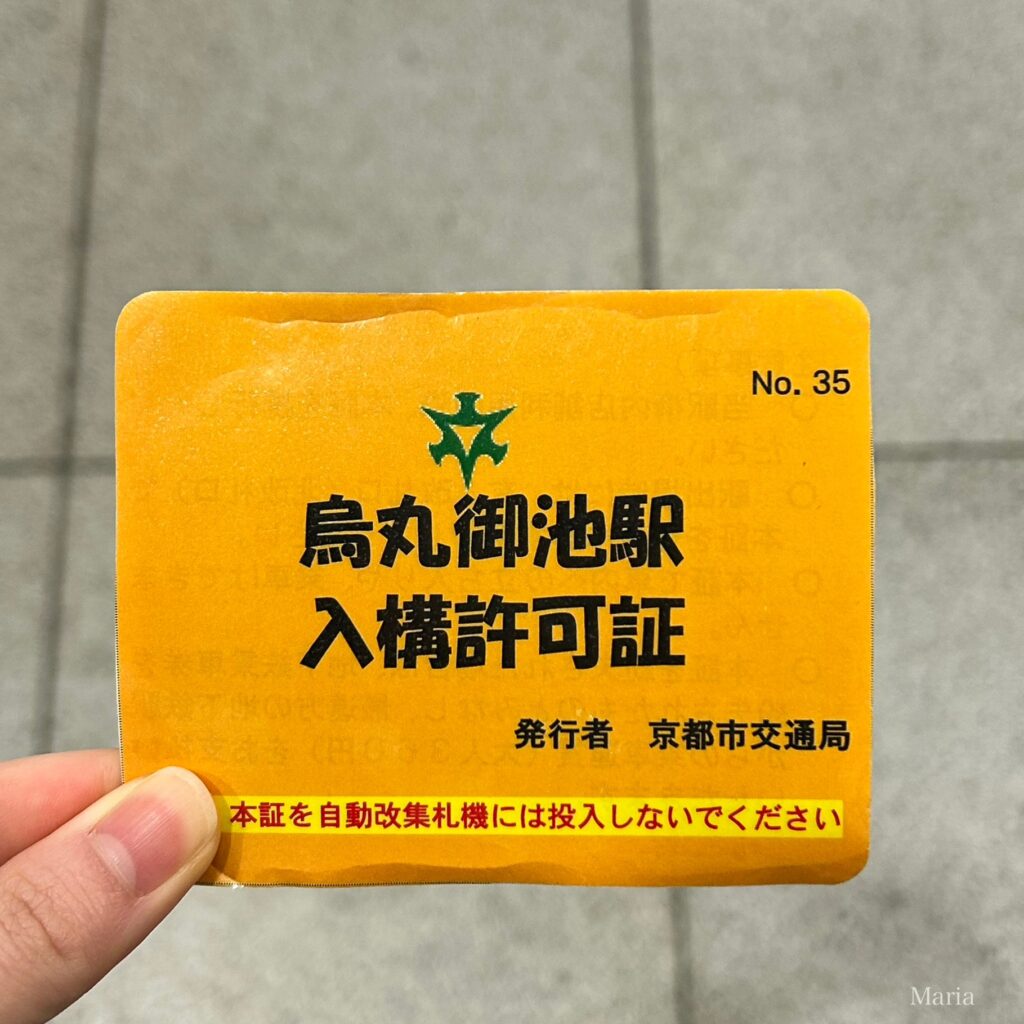 No. 35
烏丸御池駅
入構許可証
発行者 京都市交通局
本証を自動改集札機には投入しないでください
Maria